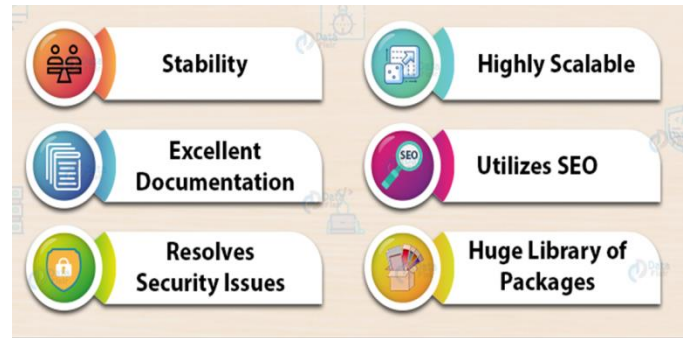 Stability
Highly Scalable
Excellent
Documentation
SEO
Utilizes SEO
Resolves
Security Issues
Huge Library of
Packages